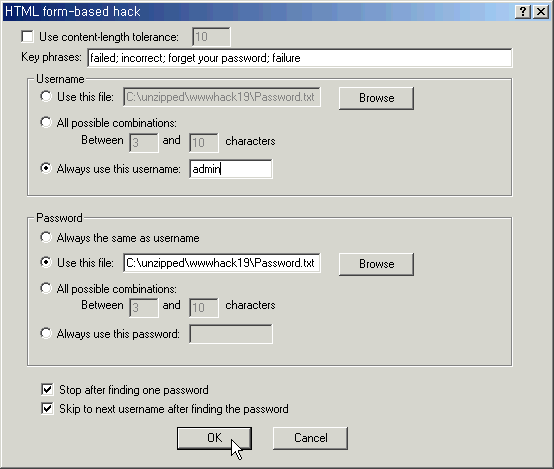 HTML form-based hack
Use content-length tolerance: 10
Key phrases: failed; incorrect; forget your password; failure
Username
Use this file: C:\unzipped\wwwhack19\Password.txt Browse
All possible combinations:
Between 3 and 10 characters
Always use this username: admin
Password
Always the same as username
Use this file: C:\unzipped\wwwhack19\Password.txt Browse
All possible combinations:
Between 3 and 10 characters
Always use this password:
Stop after finding one password
Skip to next username after finding the password
OK Cancel